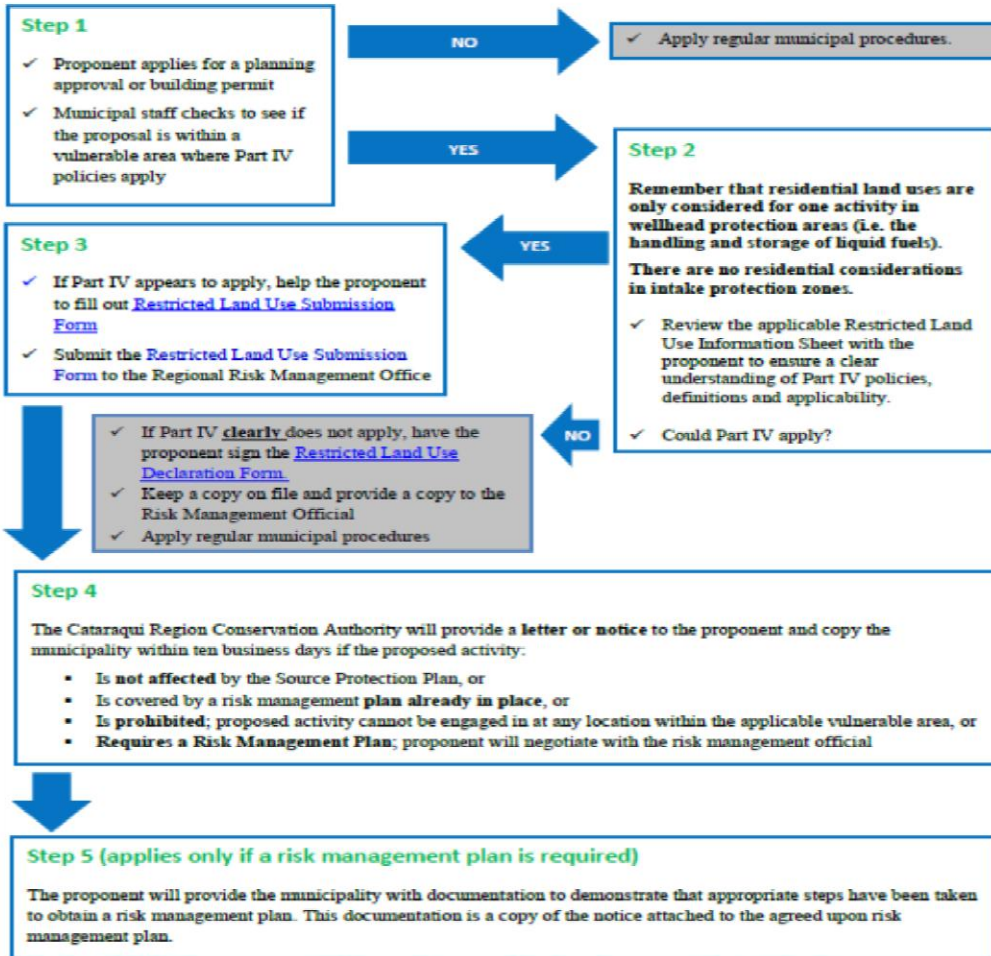 Step 1
✓ Proponent applies for a planning
approval or building permit
✓ Municipal staff checks to see if
the proposal is within a
vulnerable area where Part IV
policies apply
NO
✓ Apply regular municipal procedures.
YES
Step 2
Remember that residential land uses are
only considered for one activity in
wellhead protection areas (i.e. the
handling and storage of liquid fuels).
There are no residential considerations
in intake protection zones.
✓ Review the applicable Restricted Land
Use Information Sheet with the
proponent to ensure a clear
understanding of Part IV policies,
definitions and applicability.
✓ Could Part IV apply?
YES
Step 3
✓ If Part IV appears to apply, help the proponent
to fill out Restricted Land Use Submission
Form
✓ Submit the Restricted Land Use Submission
Form to the Regional Risk Management Office
NO
✓ If Part IV clearly does not apply, have the
proponent sign the Restricted Land Use
Declaration Form.
✓ Keep a copy on file and provide a copy to the
Risk Management Official
✓ Apply regular municipal procedures
Step 4
The Cataraqui Region Conservation Authority will provide a letter or notice to the proponent and copy the
municipality within ten business days if the proposed activity:
▪ Is not affected by the Source Protection Plan, or
▪ Is covered by a risk management plan already in place, or
▪ Is prohibited; proposed activity cannot be engaged in at any location within the applicable vulnerable area, or
▪ Requires a Risk Management Plan; proponent will negotiate with the risk management official
Step 5 (applies only if a risk management plan is required)
The proponent will provide the municipality with documentation to demonstrate that appropriate steps have been taken
to obtain a risk management plan. This documentation is a copy of the notice attached to the agreed upon risk
management plan.